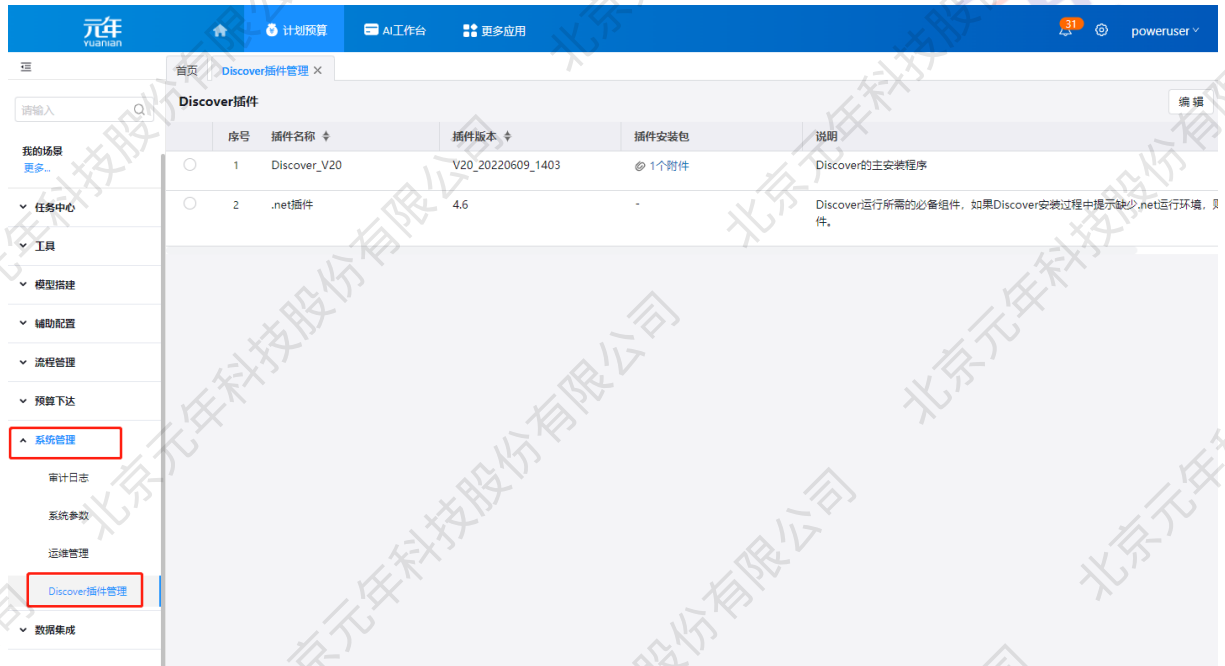 元年
yuanian
计划预算
AI工作台
更多应用
31
poweruser
首页
Discover插件管理
请输入
我的场景
更多...
任务中心
工具
模型搭建
辅助配置
流程管理
预算下达
系统管理
审计日志
系统参数
运维管理
Discover插件管理
数据集成
Discover插件
编辑
序号 插件名称 插件版本 插件安装包 说明
1 Discover_V20 V20_20220609_1403 1个附件 Discover的主安装程序
2 .net插件 4.6 - Discover运行所需的必备组件，如果Discover安装过程中提示缺少.net运行环境，则
件。
北京元年科技股份有限公司